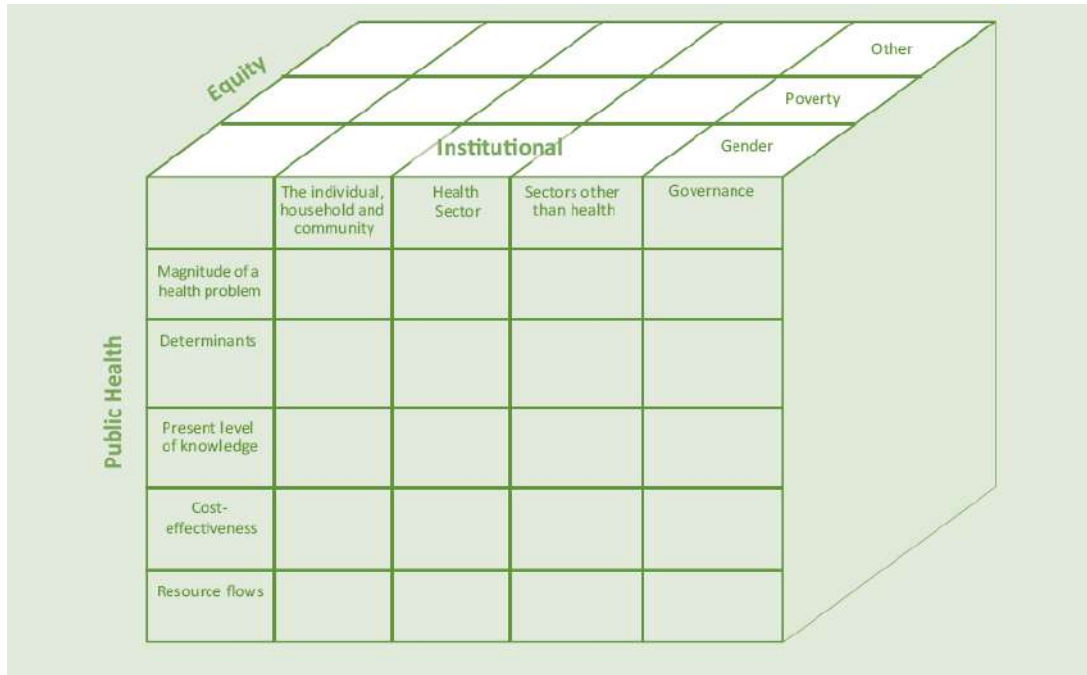 Equity
Other
Poverty
Institutional
Gender
The individual,
household and
community
Health
Sector
Sectors other
than health
Governance
Magnitude of a
health problem
Public Health
Determinants
Present level
of knowledge
Cost-
effectiveness
Resource flows